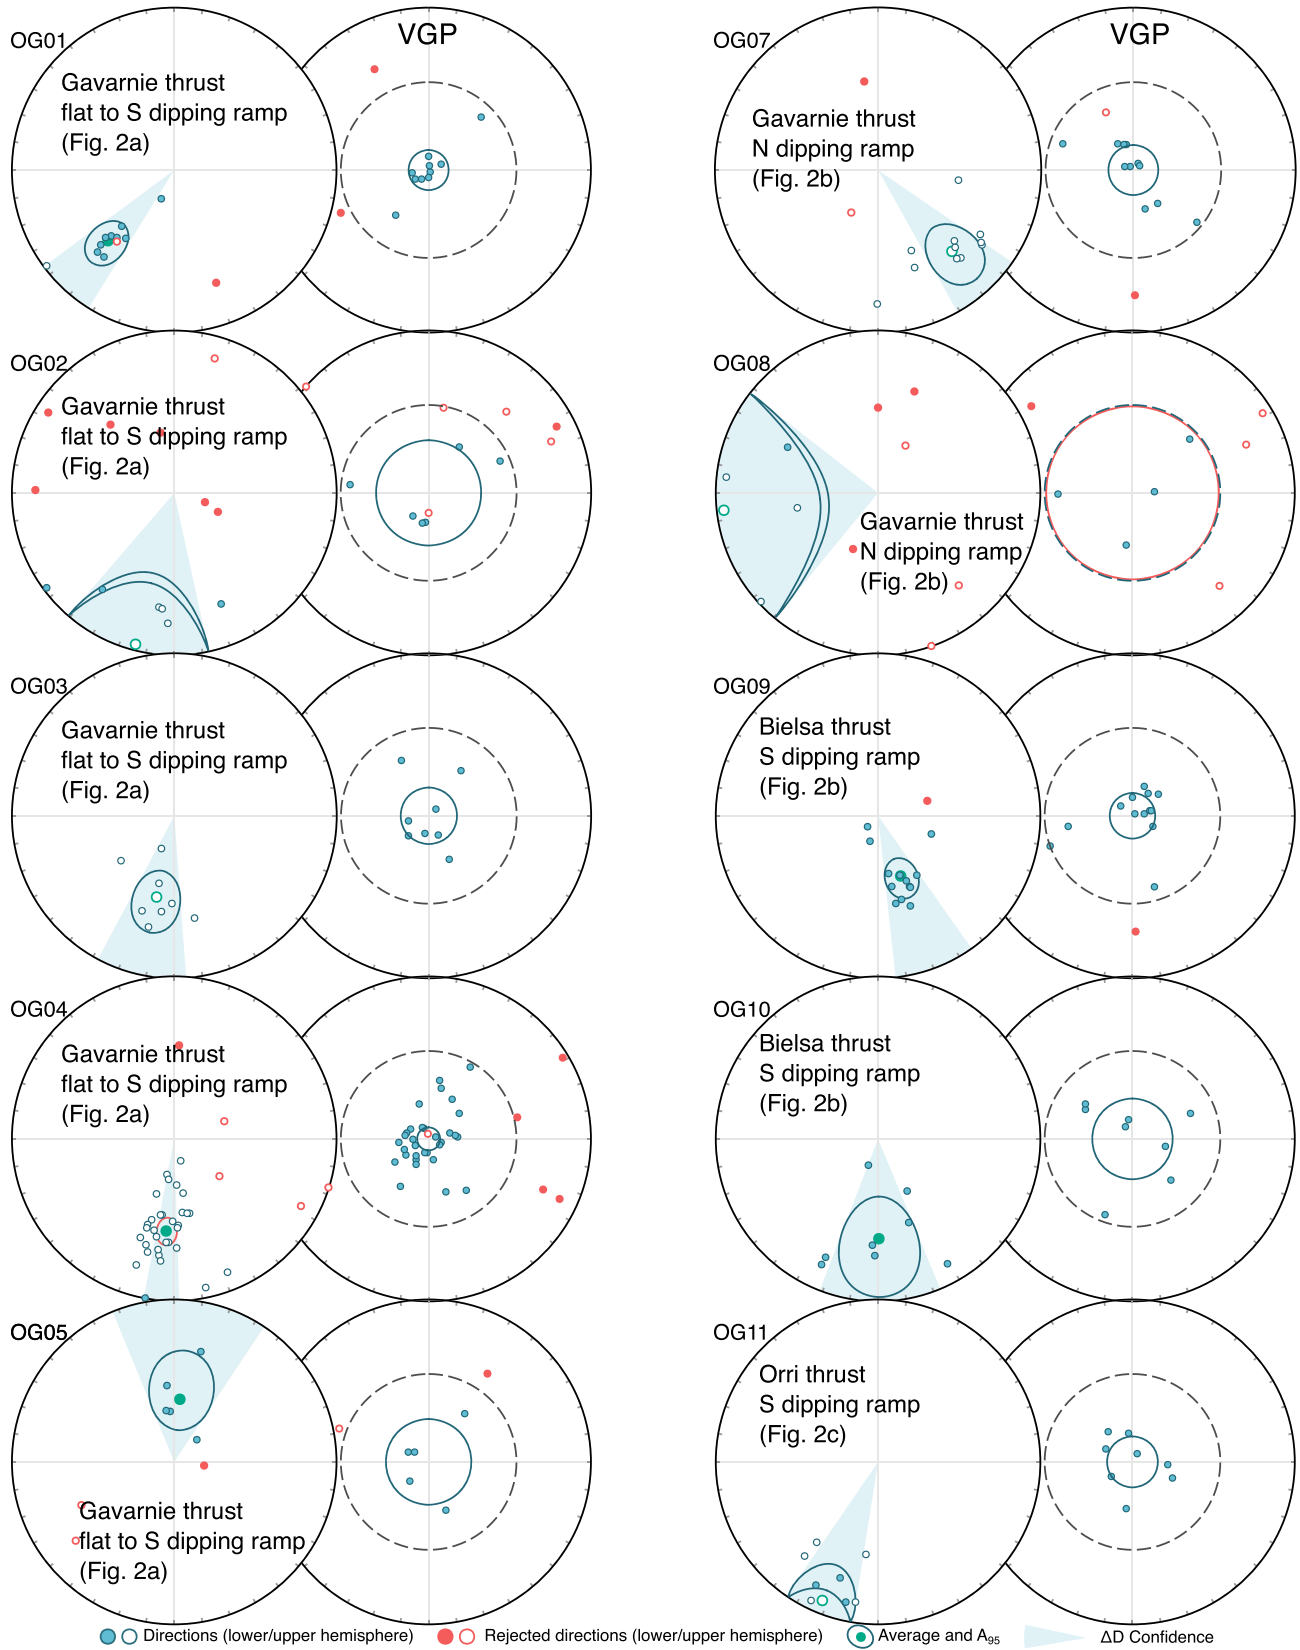 OG01
VGP
Gavarnie thrust
flat to S dipping ramp
(Fig. 2a)
OG07
VGP
Gavarnie thrust
N dipping ramp
(Fig. 2b)
OG02
Gavarnie thrust
flat to S dipping ramp
(Fig. 2a)
OG08
Gavarnie thrust
N dipping ramp
(Fig. 2b)
OG03
Gavarnie thrust
flat to S dipping ramp
(Fig. 2a)
OG09
Bielsa thrust
S dipping ramp
(Fig. 2b)
OG04
Gavarnie thrust
flat to S dipping ramp
(Fig. 2a)
OG10
Bielsa thrust
S dipping ramp
(Fig. 2b)
OG05
Gavarnie thrust
flat to S dipping ramp
(Fig. 2a)
OG11
Orri thrust
S dipping ramp
(Fig. 2c)
Directions (lower/upper hemisphere) Rejected directions (lower/upper hemisphere) Average and A95 ΔD Confidence